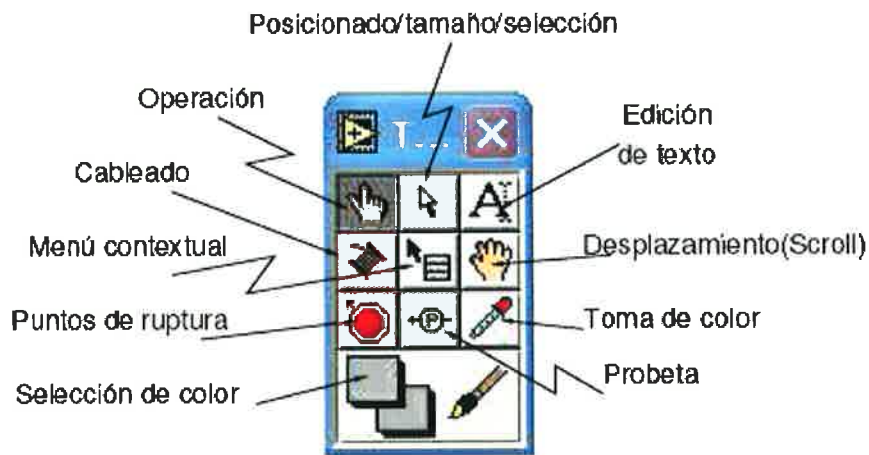 Posicionado/tamaño/selección
Operación
Edición
de texto
T...
Cableado
Menú contextual
Desplazamiento(Scroll)
Puntos de ruptura
P
Toma de color
Probeta
Selección de color